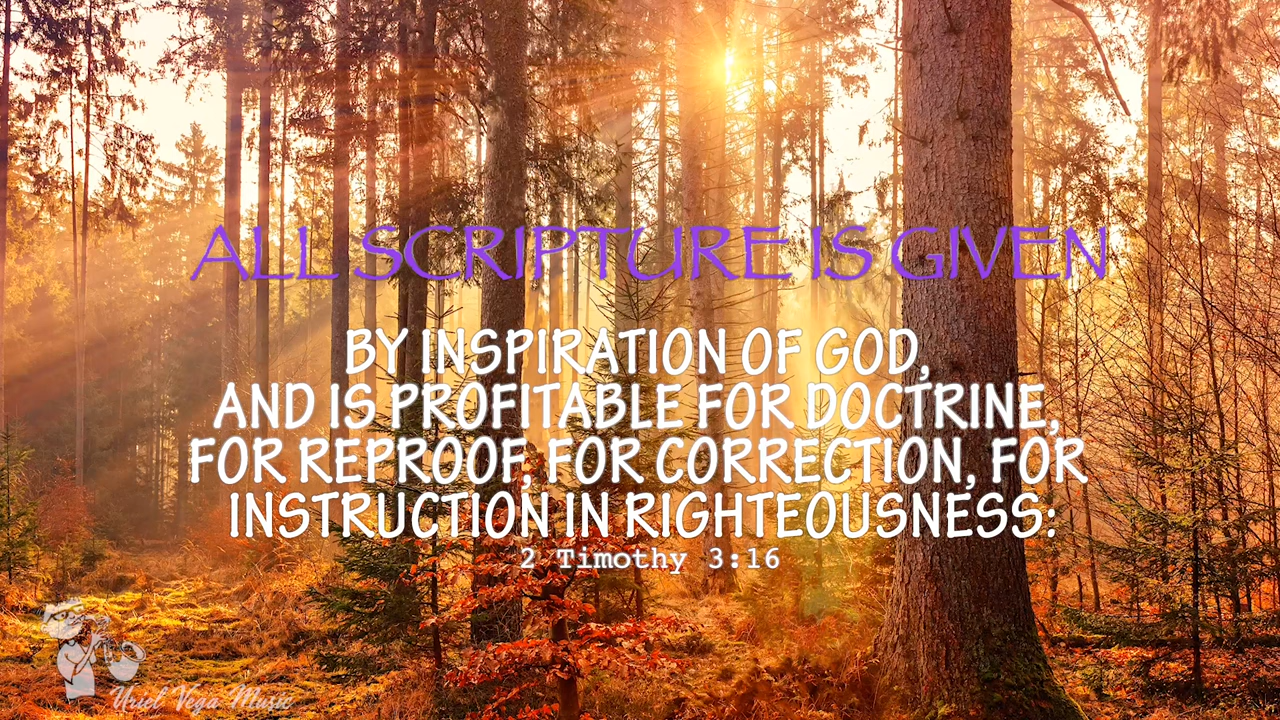 ALL SCRIPTURE IS GIVEN
BY INSPIRATION OF GOD,
AND IS PROFITABLE FOR DOCTRINE,
FOR REPROOF, FOR CORRECTION, FOR
INSTRUCTION IN RIGHTEOUSNESS:
2 Timothy 3:16
Uriel Vega Music